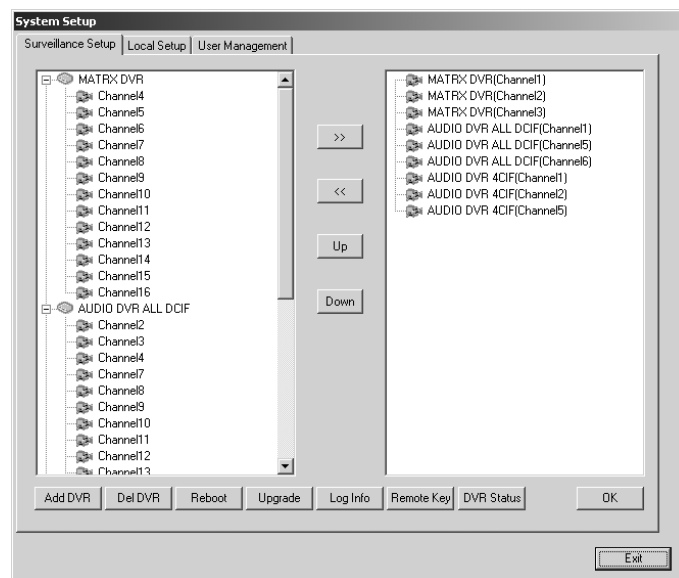 System Setup
Surveillance Setup Local Setup User Management
MATRX DVR
Channel4
Channel5
Channel6
Channel7
Channel8
Channel9
Channel10
Channel11
Channel12
Channel13
Channel14
Channel15
Channel16
AUDIO DVR ALL DCIF
Channel2
Channel3
Channel4
Channel7
Channel8
Channel9
Channel10
Channel11
Channel12
Channel13
>>
<<
Up
Down
MATRX DVR(Channel1)
MATRX DVR(Channel2)
MATRX DVR(Channel3)
AUDIO DVR ALL DCIF(Channel1)
AUDIO DVR ALL DCIF(Channel5)
AUDIO DVR ALL DCIF(Channel6)
AUDIO DVR 4CIF(Channel1)
AUDIO DVR 4CIF(Channel2)
AUDIO DVR 4CIF(Channel5)
Add DVR Del DVR Reboot Upgrade Log Info Remote Key DVR Status OK
Exit